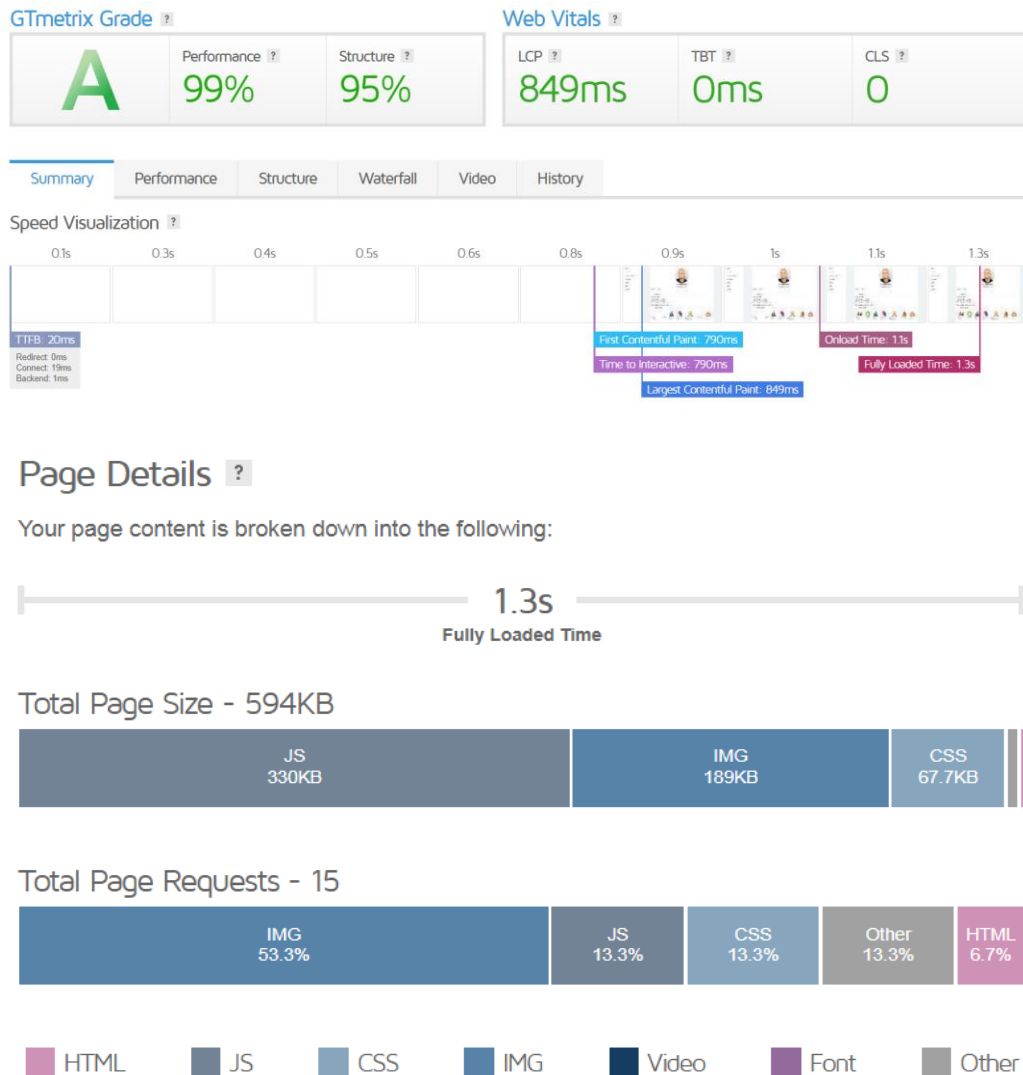 GTmetrix Grade ?
Web Vitals ?
A
Performance ?
99%
Structure ?
95%
LCP ?
849ms
TBT ?
0ms
CLS ?
0
Summary Performance Structure Waterfall Video History
Speed Visualization ?
0.1s 0.3s 0.4s 0.5s 0.6s 0.8s 0.9s 1s 1.1s 1.3s
TTFB: 20ms
Redirect: 0ms
Connect: 19ms
Backend: 1ms
First Contentful Paint: 790ms
Time to Interactive: 790ms
Largest Contentful Paint: 849ms
Onload Time: 1.1s
Fully Loaded Time: 1.3s
Page Details ?
Your page content is broken down into the following:
1.3s
Fully Loaded Time
Total Page Size - 594KB
JS
330KB
IMG
189KB
CSS
67.7KB
Total Page Requests - 15
IMG
53.3%
JS
13.3%
CSS
13.3%
Other
13.3%
HTML
6.7%
HTML JS CSS IMG Video Font Other